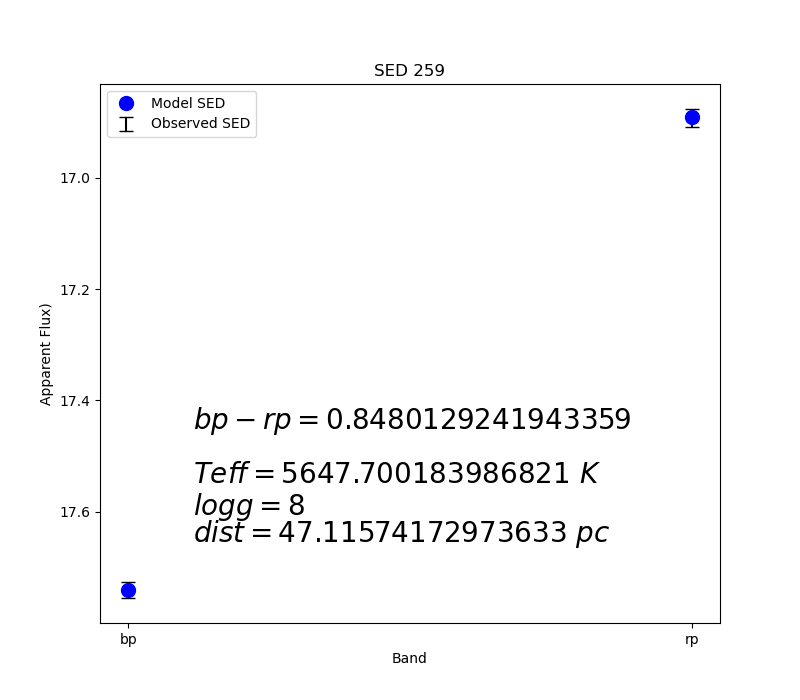 SED 259
Model SED
Observed SED
17.0
17.2
17.4
17.6
Apparent Flux)
bp − rp = 0.8480129241943359
Teff = 5647.700183986821 K
logg = 8
dist = 47.11574172973633 pc
bp
rp
Band